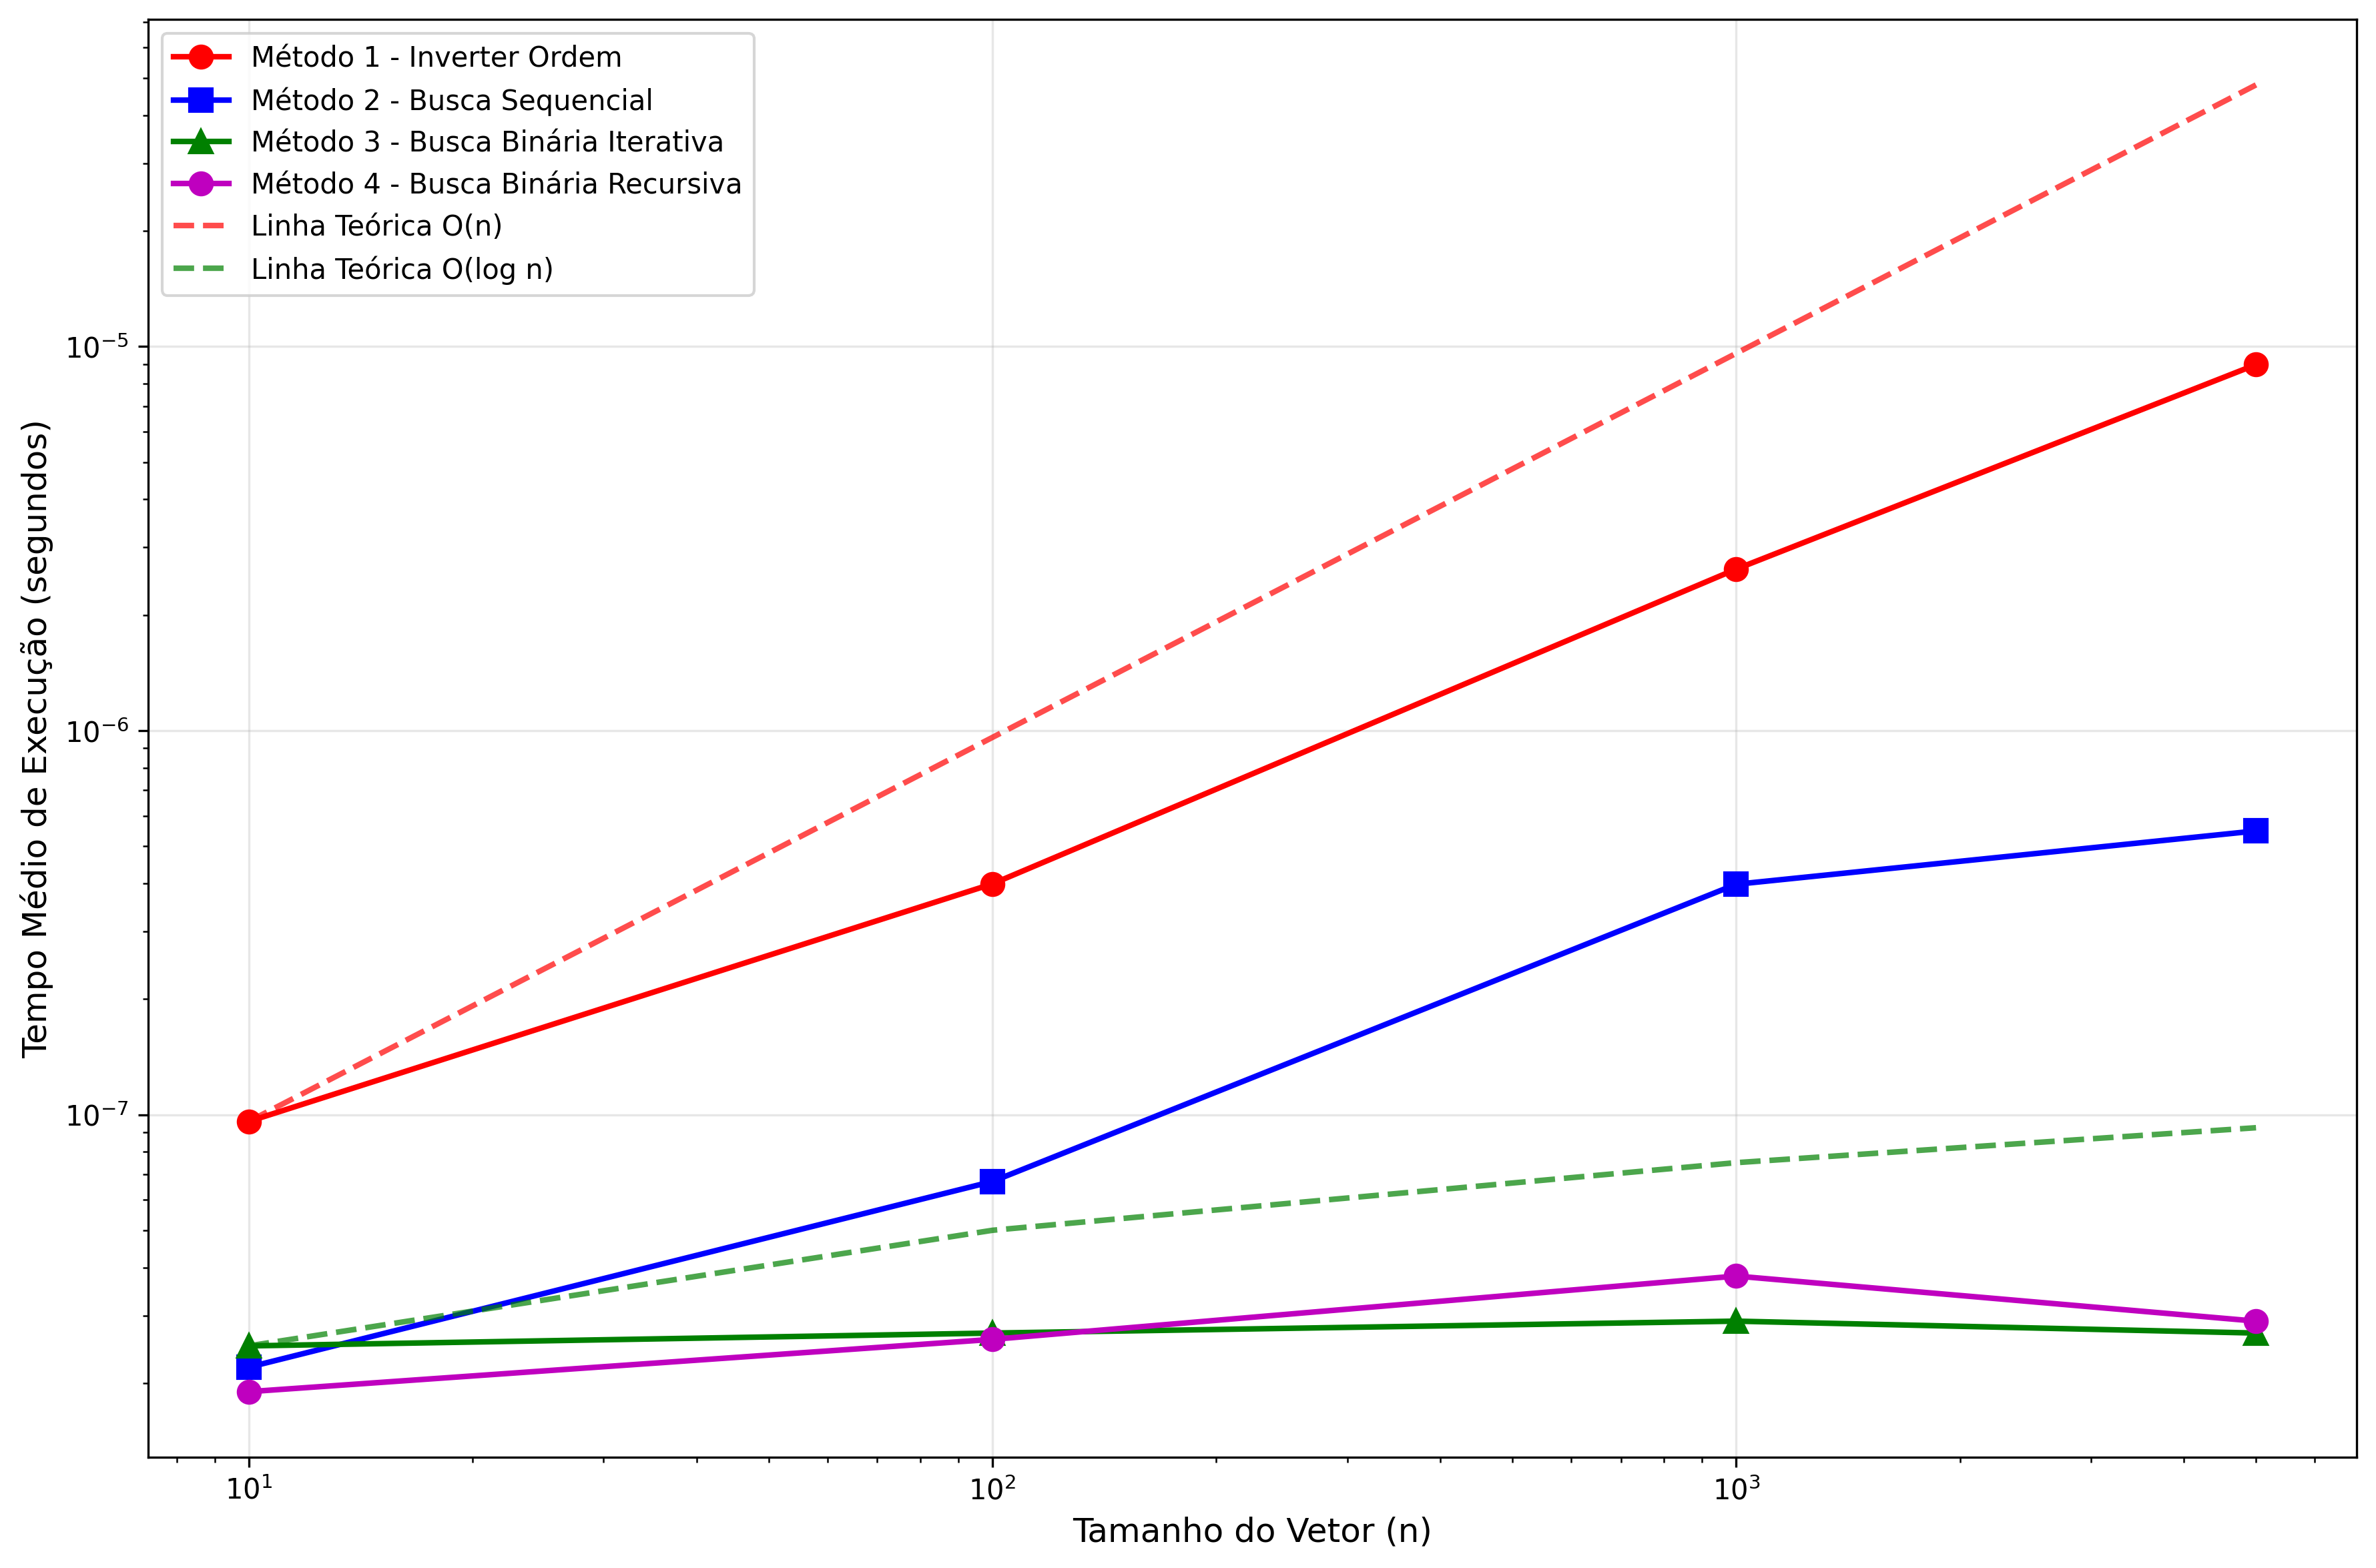 Método 1 - Inverter Ordem
Método 2 - Busca Sequencial
Método 3 - Busca Binária Iterativa
Método 4 - Busca Binária Recursiva
Linha Teórica O(n)
Linha Teórica O(log n)
Tempo Médio de Execução (segundos)
10⁻⁵
10⁻⁶
10⁻⁷
10¹
10²
10³
Tamanho do Vetor (n)